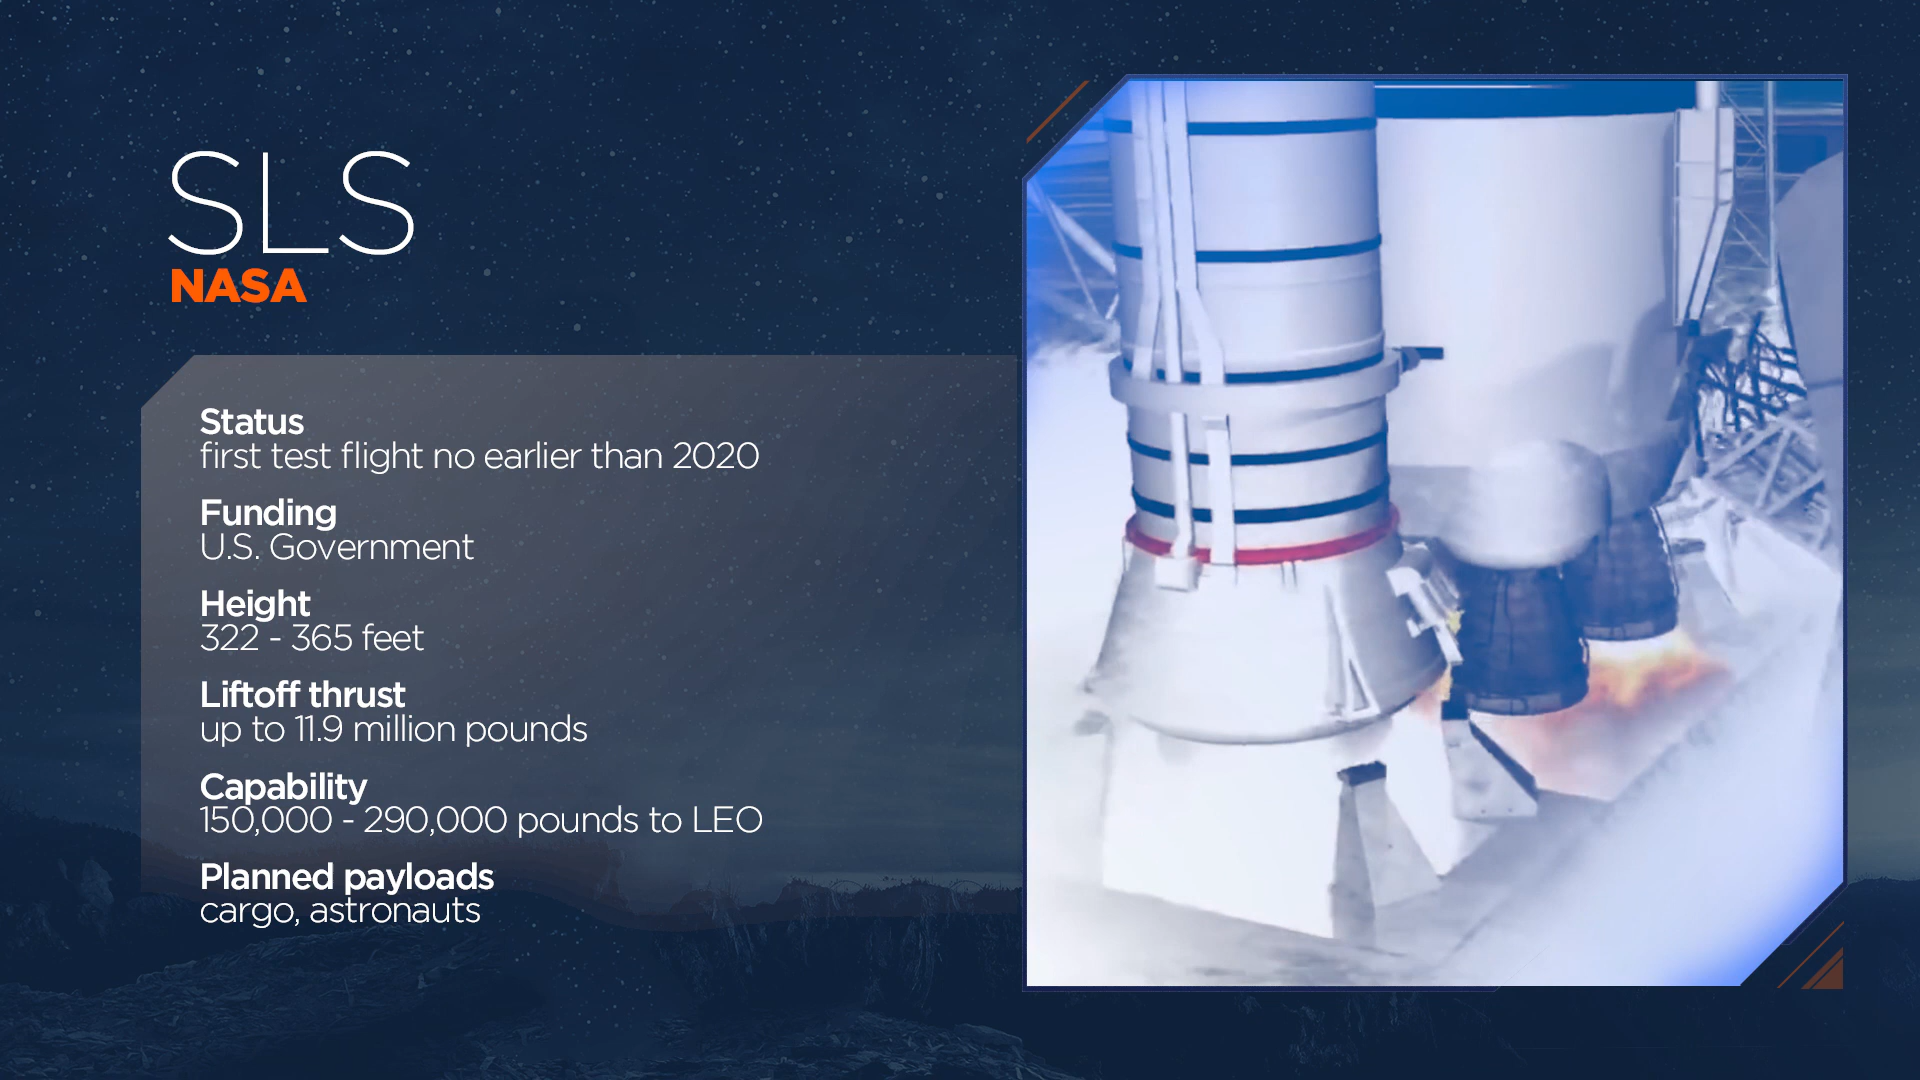 SLS
NASA
Status
first test flight no earlier than 2020
Funding
U.S. Government
Height
322 - 365 feet
Liftoff thrust
up to 11.9 million pounds
Capability
150,000 - 290,000 pounds to LEO
Planned payloads
cargo, astronauts